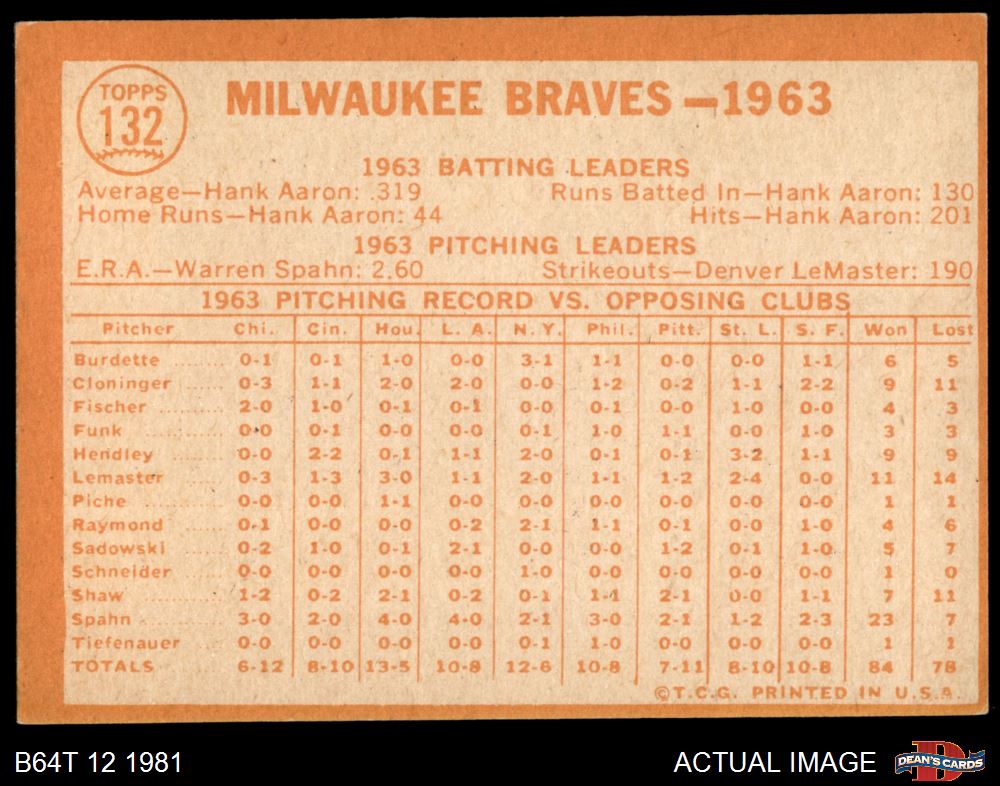 TOPPS
132
MILWAUKEE BRAVES—1963
1963 BATTING LEADERS
Average—Hank Aaron: .319 Runs Batted In—Hank Aaron: 130
Home Runs—Hank Aaron: 44 Hits—Hank Aaron: 201
1963 PITCHING LEADERS
E.R.A.—Warren Spahn: 2.60 Strikeouts—Denver LeMaster: 190
1963 PITCHING RECORD VS. OPPOSING CLUBS
Pitcher Chi. Cin. Hou. L. A. N. Y. Phil. Pitt. St. L. S. F. Won Lost
Burdette 0-1 0-1 1-0 0-0 3-1 1-1 0-0 0-0 1-1 6 5
Cloninger 0-3 1-1 2-0 2-0 0-0 1-2 0-2 1-1 2-2 9 11
Fischer 2-0 1-0 0-1 0-1 0-0 0-1 0-0 1-0 0-0 4 3
Funk 0-0 0-1 0-0 0-0 0-1 1-0 1-1 0-0 1-0 3 3
Hendley 0-0 2-2 0-1 1-1 2-0 0-1 0-1 3-2 1-1 9 9
Lemaster 0-3 1-3 3-0 1-1 2-0 1-1 1-2 2-4 0-0 11 14
Piche 0-0 0-0 1-1 0-0 0-0 0-0 0-0 0-0 0-0 1 1
Raymond 0-1 0-0 0-0 0-2 2-1 1-1 0-1 0-0 1-0 4 6
Sadowski 0-2 1-0 0-1 2-1 0-0 0-0 1-2 0-1 1-0 5 7
Schneider 0-0 0-0 0-0 0-0 1-0 0-0 0-0 0-0 0-0 1 0
Shaw 1-2 0-2 2-1 0-2 0-1 1-1 2-1 0-0 1-1 7 11
Spahn 3-0 2-0 4-0 4-0 2-1 3-0 2-1 1-2 2-3 23 7
Tiefenauer 0-0 0-0 0-0 0-0 0-1 1-0 0-0 0-0 0-0 1 1
TOTALS 6-12 8-10 13-5 10-8 12-6 10-8 7-11 8-10 10-8 84 78
©T.C.G. PRINTED IN U.S.A.
B64T 12 1981 ACTUAL IMAGE D DEAN'S CARDS